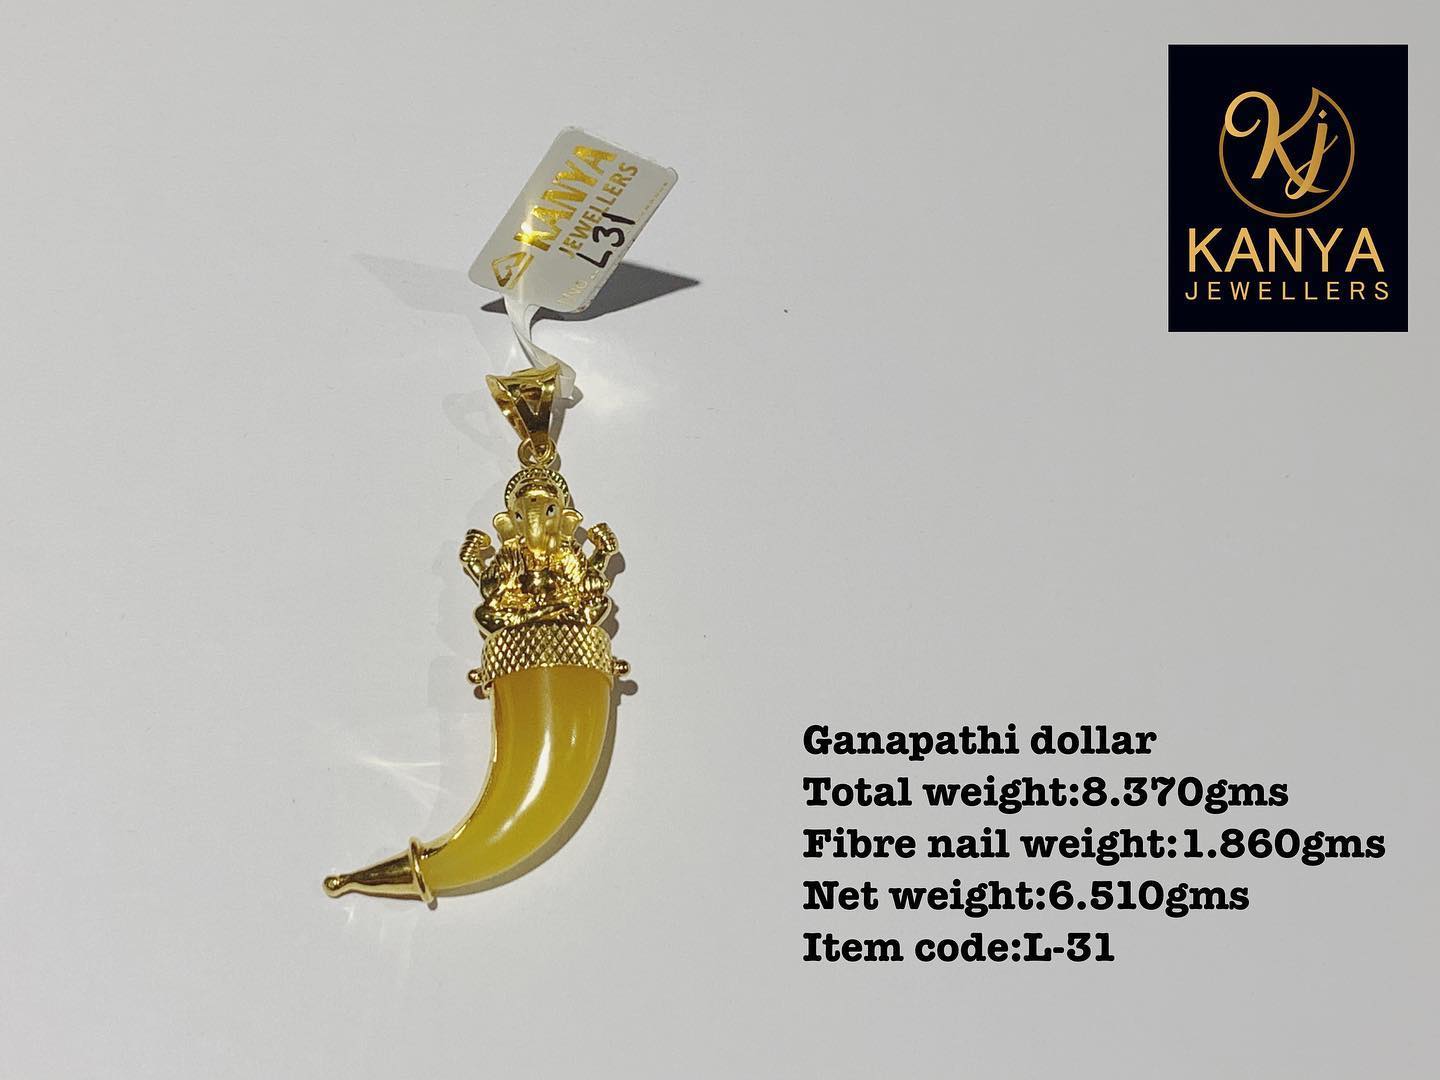 KANYA
JEWELLERS
L31
Kj
KANYA
JEWELLERS
Ganapathi dollar
Total weight:8.370gms
Fibre nail weight:1.860gms
Net weight:6.510gms
Item code:L-31